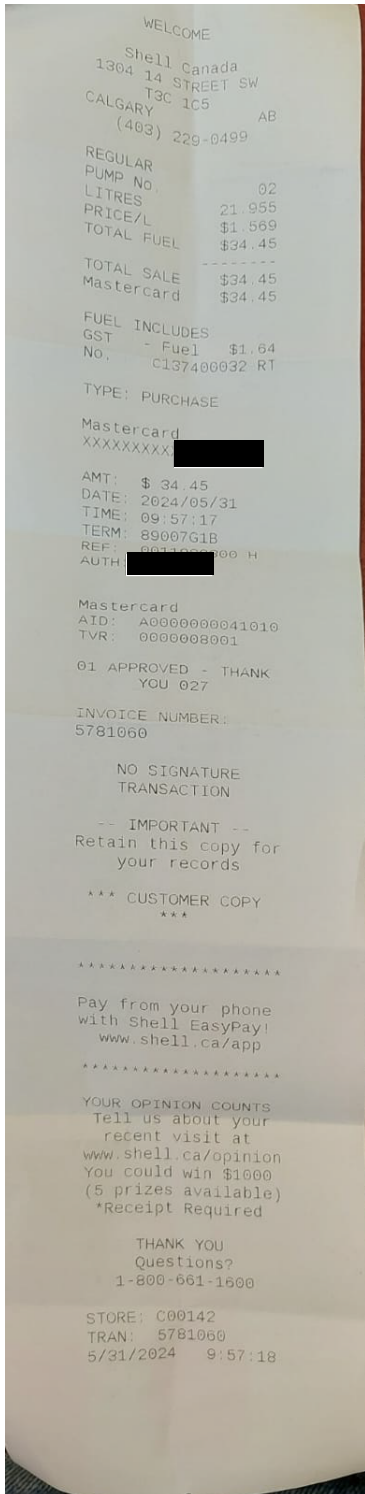 WELCOME
Shell Canada
1304 14 STREET SW
T3C 1C5
CALGARY AB
(403) 229-0499
REGULAR
PUMP No. 02
LITRES 21.955
PRICE/L $1.569
TOTAL FUEL $34.45
--------
TOTAL SALE $34.45
Mastercard $34.45
FUEL INCLUDES
GST - Fuel $1.64
No. C137400032 RT
TYPE: PURCHASE
Mastercard
XXXXXXXXX
AMT: $ 34.45
DATE: 2024/05/31
TIME: 09:57:17
TERM: 89007G1B
REF: H
AUTH:
Mastercard
AID: A0000000041010
TVR: 0000008001
01 APPROVED - THANK
YOU 027
INVOICE NUMBER:
5781060
NO SIGNATURE
TRANSACTION
-- IMPORTANT --
Retain this copy for
your records
*** CUSTOMER COPY
***
********************
Pay from your phone
with Shell EasyPay!
www.shell.ca/app
********************
YOUR OPINION COUNTS
Tell us about your
recent visit at
www.shell.ca/opinion
You could win $1000
(5 prizes available)
*Receipt Required
THANK YOU
Questions?
1-800-661-1600
STORE: C00142
TRAN: 5781060
5/31/2024 9:57:18